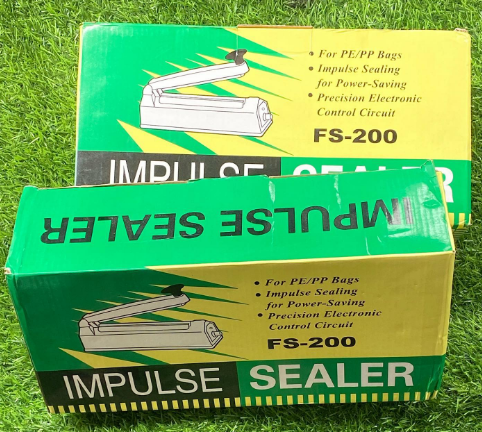 • For PE/PP Bags
• Impulse Sealing
for Power-Saving
• Precision Electronic
Control Circuit
FS-200
IMPULSE SEALER
IMPULSE SEALER
• For PE/PP Bags
• Impulse Sealing
for Power-Saving
• Precision Electronic
Control Circuit
FS-200
IMPULSE SEALER